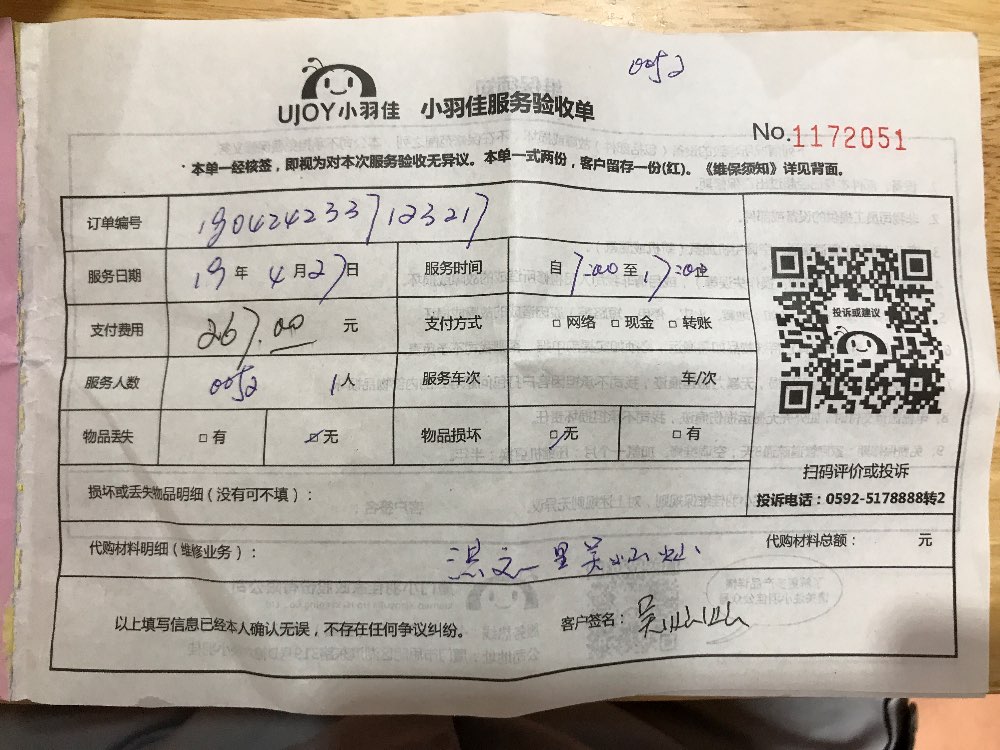 0052
UJOY小羽佳 小羽佳服务验收单
No.1172051
·本单一经核签，即视为对本次服务验收无异议。本单一式两份，客户留存一份(红)。《维保须知》详见背面。
订单编号 1904242337123217
服务日期 19年4月27日 服务时间 自 7:00至17:00
支付费用 267.00 元 支付方式 □网络 □现金 □转账
服务人数 0052 1人 服务车次 车/次
物品丢失 □有 ☑无 物品损坏 ☑无 □有
投诉或建议
扫码评价或投诉
损坏或丢失物品明细（没有可不填）：
投诉电话：0592-5178888转2
代购材料明细（维修业务）： 代购材料总额： 元
以上填写信息已经本人确认无误，不存在任何争议纠纷。 客户签名：